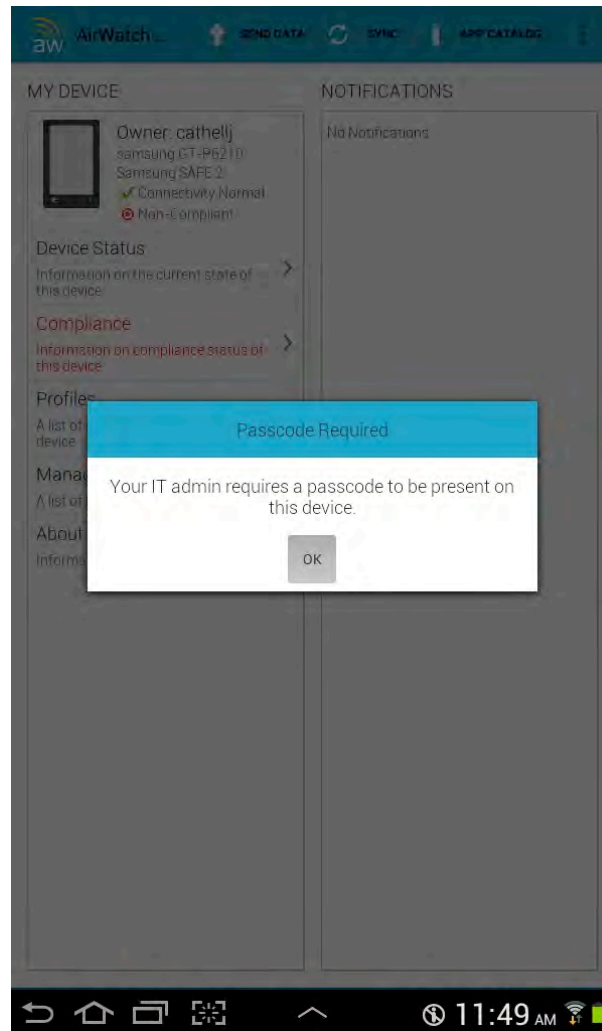 aw AirWatch... SEND DATA SYNC APP CATALOG
MY DEVICE
Owner: cathellj
samsung GT-P6210
Samsung SAFE 2
Connectivity Normal
Non-Compliant
Device Status
Information on the current state of
this device
Compliance
Information on compliance status of
this device
Profiles
A list of
device
Mana
A list of
About
Informa
NOTIFICATIONS
No Notifications
Passcode Required
Your IT admin requires a passcode to be present on
this device.
OK
11:49 AM